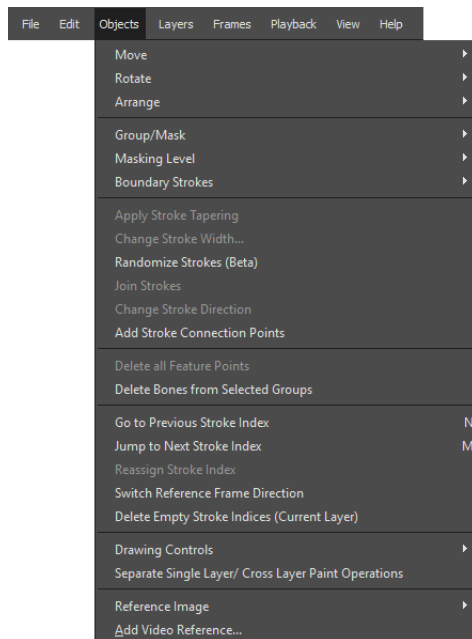 File Edit Objects Layers Frames Playback View Help
Move
Rotate
Arrange
Group/Mask
Masking Level
Boundary Strokes
Apply Stroke Tapering
Change Stroke Width...
Randomize Strokes (Beta)
Join Strokes
Change Stroke Direction
Add Stroke Connection Points
Delete all Feature Points
Delete Bones from Selected Groups
Go to Previous Stroke Index N
Jump to Next Stroke Index M
Reassign Stroke Index
Switch Reference Frame Direction
Delete Empty Stroke Indices (Current Layer)
Drawing Controls
Separate Single Layer/ Cross Layer Paint Operations
Reference Image
Add Video Reference...